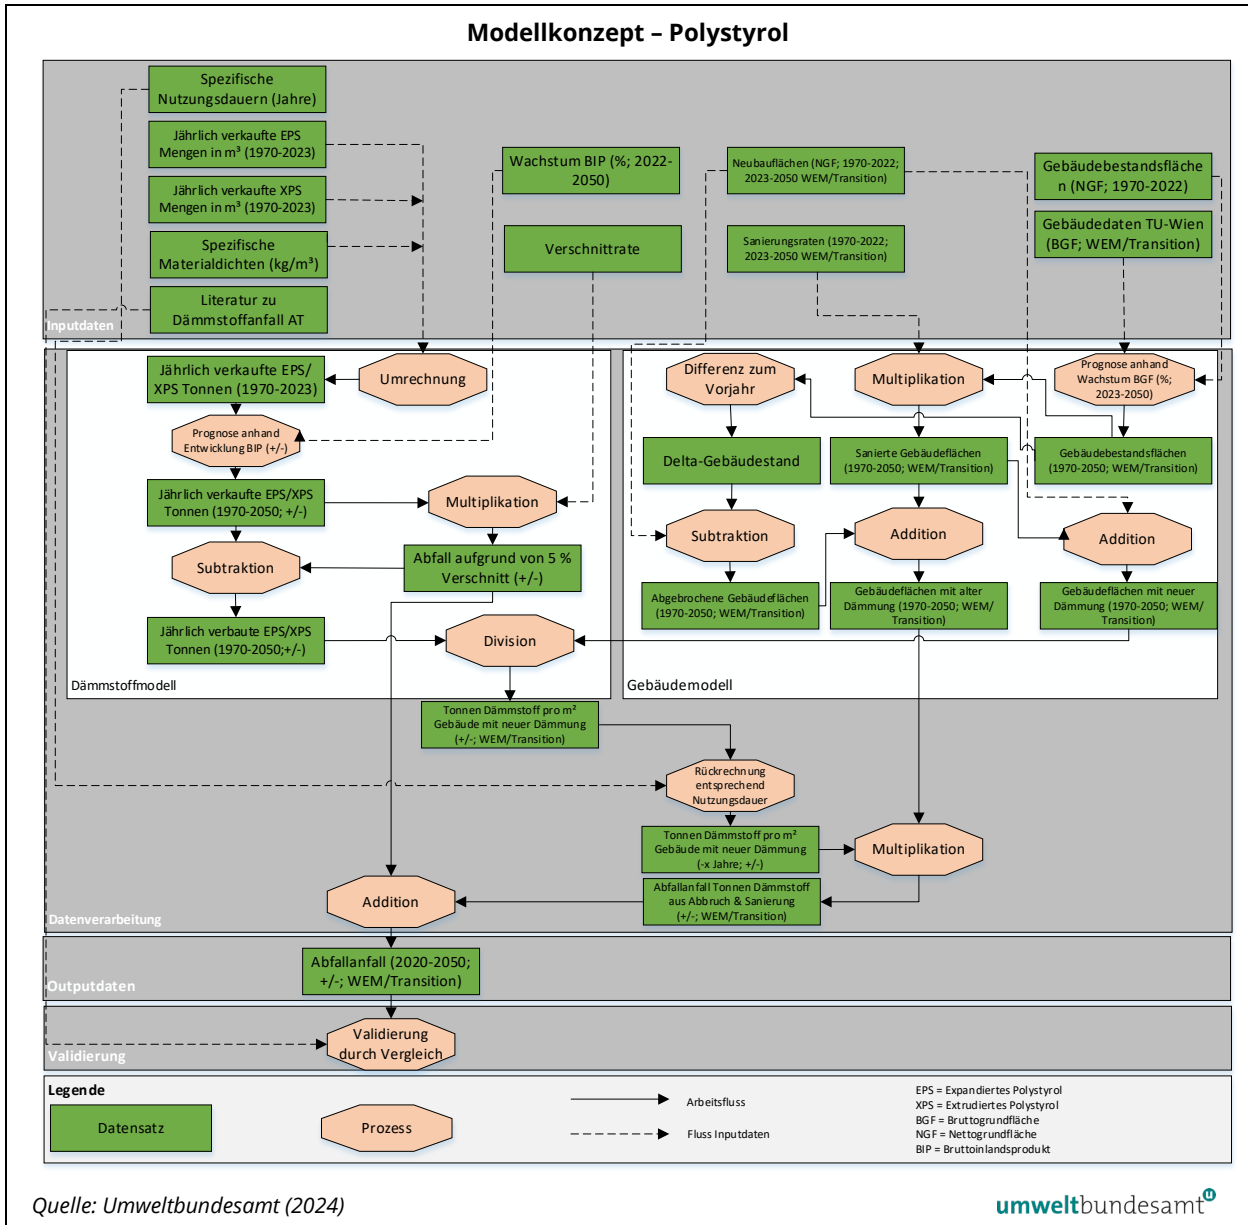 Modellkonzept – Polystyrol
Spezifische
Nutzungsdauern (Jahre)
Jährlich verkaufte EPS
Mengen in m³ (1970-2023)
Jährlich verkaufte XPS
Mengen in m³ (1970-2023)
Spezifische
Materialdichten (kg/m³)
Literatur zu
Dämmstoffanfall AT
Wachstum BIP (%; 2022-
2050)
Verschnittrate
Neubauflächen (NGF; 1970-2022;
2023-2050 WEM/Transition)
Sanierungsraten (1970-2022;
2023-2050 WEM/Transition)
Gebäudebestandsfläche
n (NGF; 1970-2022)
Gebäudedaten TU-Wien
(BGF; WEM/Transition)
Inputdaten
Jährlich verkaufte EPS/
XPS Tonnen (1970-2023)
Umrechnung
Prognose anhand
Entwicklung BIP (+/-)
Jährlich verkaufte EPS/XPS
Tonnen (1970-2050; +/-)
Multiplikation
Subtraktion
Abfall aufgrund von 5 %
Verschnitt (+/-)
Jährlich verbaute EPS/XPS
Tonnen (1970-2050;+/-)
Division
Dämmstoffmodell
Differenz zum
Vorjahr
Multiplikation
Prognose anhand
Wachstum BGF (%;
2023-2050)
Delta-Gebäudestand
Sanierte Gebäudeflächen
(1970-2050; WEM/Transition)
Gebäudebestandsflächen
(1970-2050; WEM/Transition)
Subtraktion
Addition
Addition
Abgebrochene Gebäudeflächen
(1970-2050; WEM/Transition)
Gebäudeflächen mit alter
Dämmung (1970-2050; WEM/
Transition)
Gebäudeflächen mit neuer
Dämmung (1970-2050; WEM/
Transition)
Gebäudemodell
Tonnen Dämmstoff pro m²
Gebäude mit neuer Dämmung
(+/-; WEM/Transition)
Rückrechnung
entsprechend
Nutzungsdauer
Tonnen Dämmstoff pro m²
Gebäude mit neuer Dämmung
(-x Jahre; +/-)
Multiplikation
Abfallanfall Tonnen Dämmstoff
aus Abbruch & Sanierung
(+/-; WEM/Transition)
Addition
Datenverarbeitung
Abfallanfall (2020-2050;
+/-; WEM/Transition)
Outputdaten
Validierung
durch Vergleich
Validierung
Legende
Datensatz
Prozess
Arbeitsfluss
Fluss Inputdaten
EPS = Expandiertes Polystyrol
XPS = Extrudiertes Polystyrol
BGF = Bruttogrundfläche
NGF = Nettogrundfläche
BIP = Bruttoinlandsprodukt
Quelle: Umweltbundesamt (2024)
umweltbundesamt u